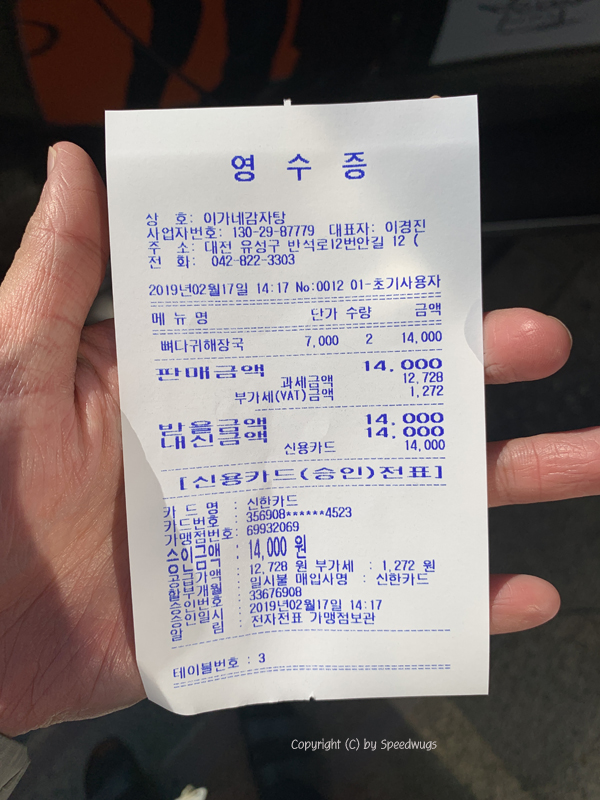 영 수 증
상 호: 이가네감자탕
사업자번호: 130-29-87779 대표자: 이경진
주 소: 대전 유성구 반석로12번안길 12 (
전 화: 042-822-3303
2019년02월17일 14:17 No:0012 01-초기사용자
메 뉴 명 단가 수량 금액
뼈다귀해장국 7,000 2 14,000
판매금액 14,000
과세금액 12,728
부가세(VAT)금액 1,272
받을금액 14,000
내신금액 14,000
신용카드 14,000
[신용카드(승인)전표]
카 드 명 : 신한카드
카드번호 : 356908******4523
가맹점번호: 69932069
승인금액 : 14,000 원
공급가액 : 12,728 원 부가세 : 1,272 원
할부개월 : 일시불 매입사명 : 신한카드
승인번호 : 33676908
승인일시 : 2019년02월17일 14:17
알 림 : 전자전표 가맹점보관
테이블번호 : 3
Copyright (C) by Speedwugs